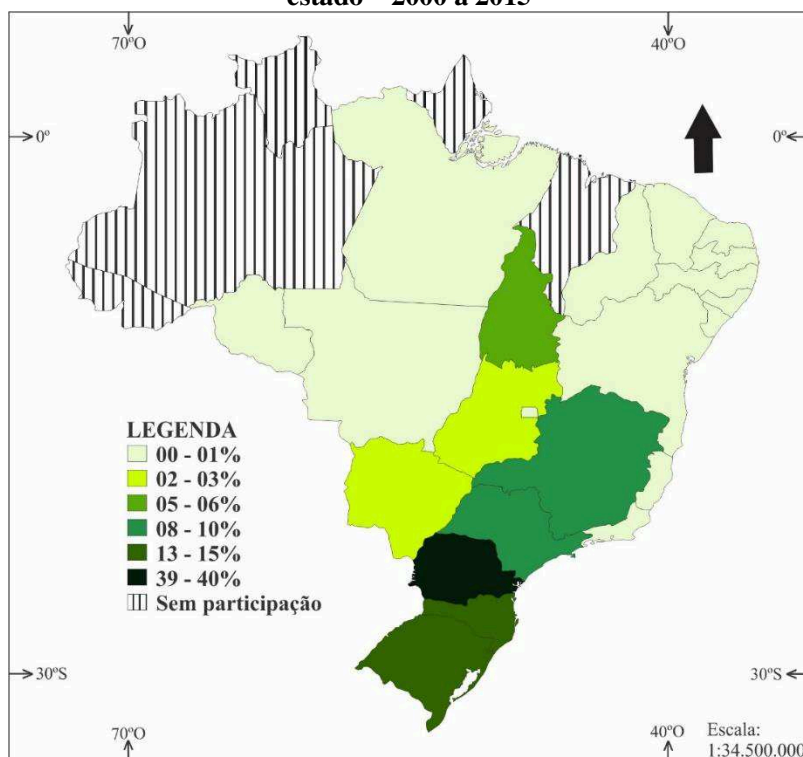 estado – 2000 a 2015
70ºO
40ºO
0º
0º
LEGENDA
00 - 01%
02 - 03%
05 - 06%
08 - 10%
13 - 15%
39 - 40%
Sem participação
30ºS
30ºS
70ºO
40ºO
Escala:
1:34.500.000